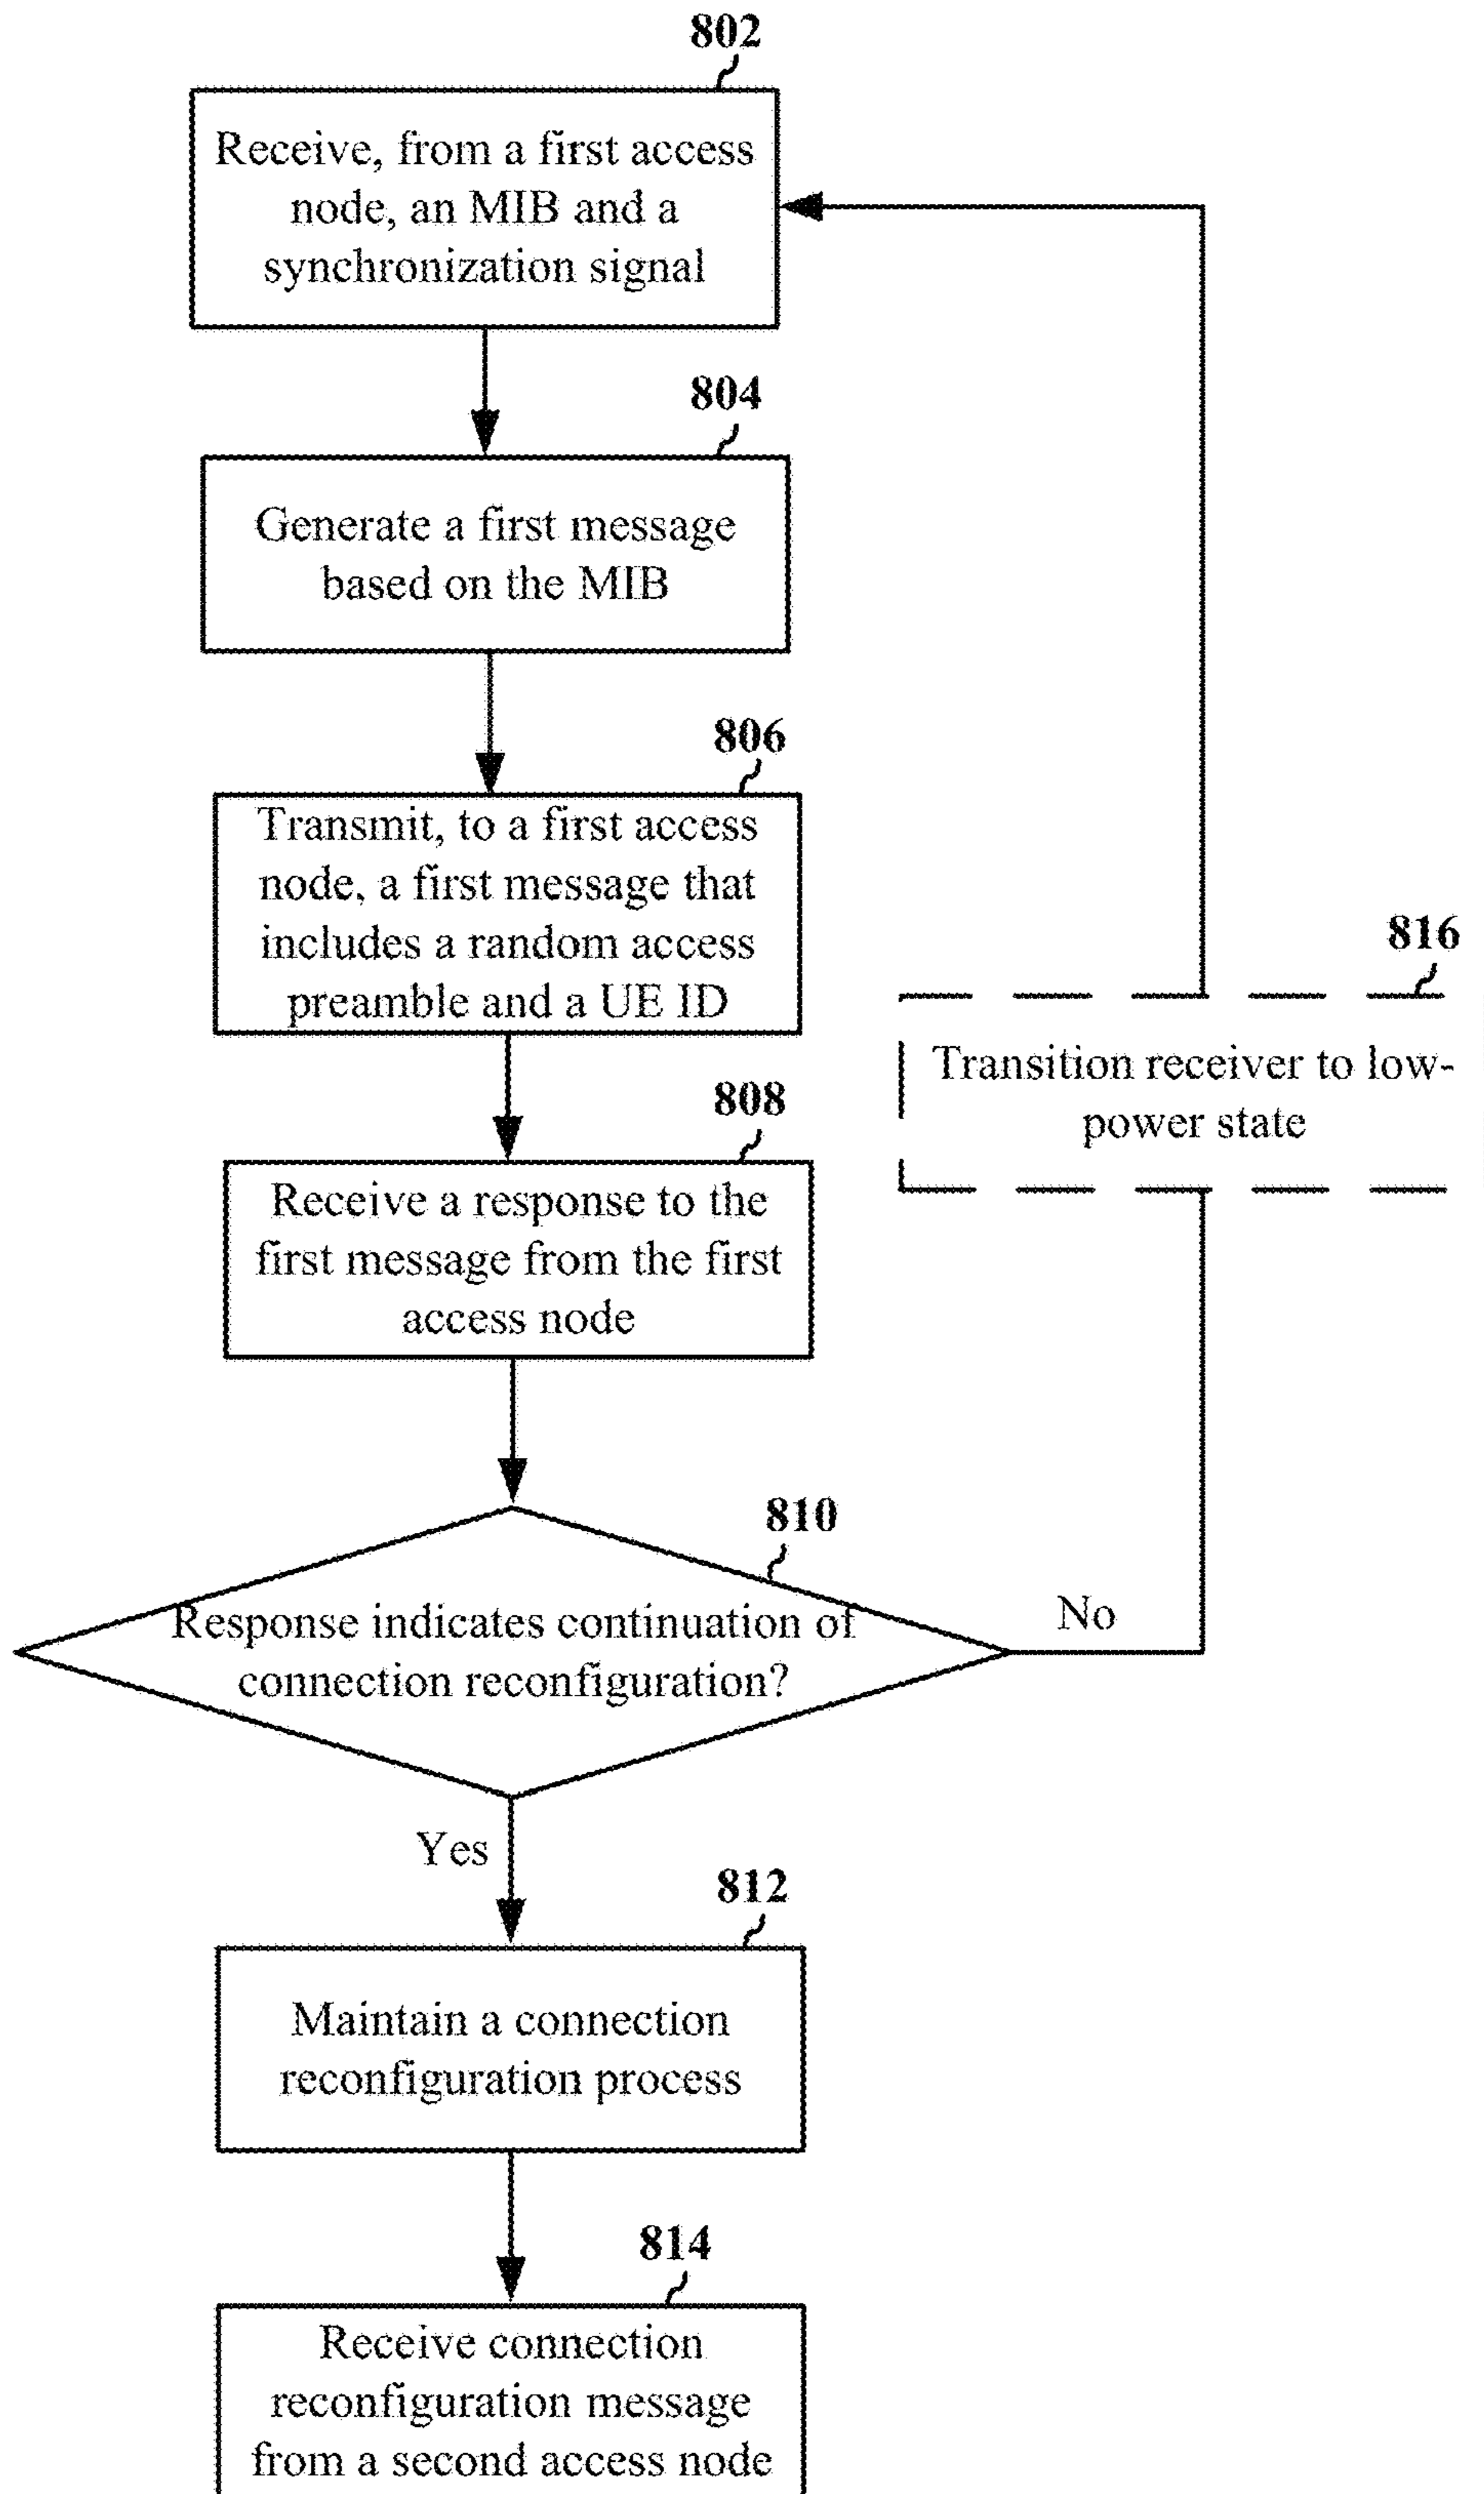 802
Receive, from a first access
node, an MIB and a
synchronization signal
804
Generate a first message
based on the MIB
806
Transmit, to a first access
node, a first message that
includes a random access
preamble and a UE ID
816
Transition receiver to low-
power state
808
Receive a response to the
first message from the first
access node
810
Response indicates continuation of
connection reconfiguration?
No
Yes
812
Maintain a connection
reconfiguration process
814
Receive connection
reconfiguration message
from a second access node